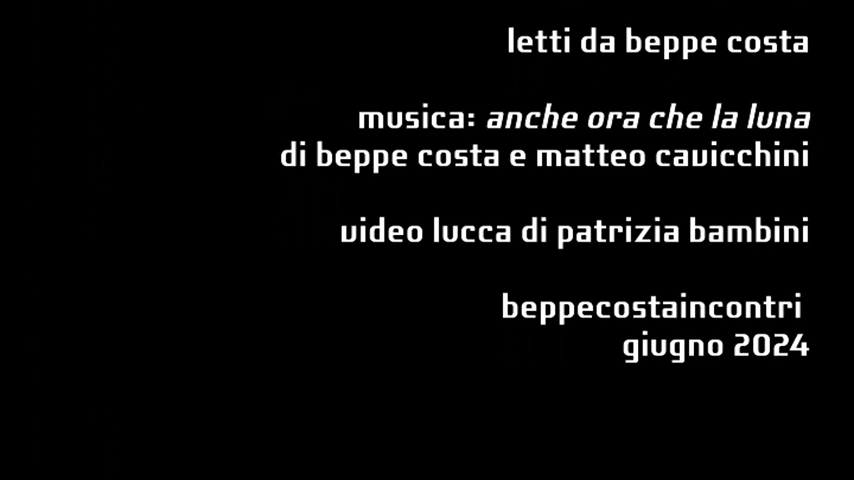 letti da beppe costa
musica: anche ora che la luna
di beppe costa e matteo cavicchini
video lucca di patrizia bambini
beppecostaincontri
giugno 2024